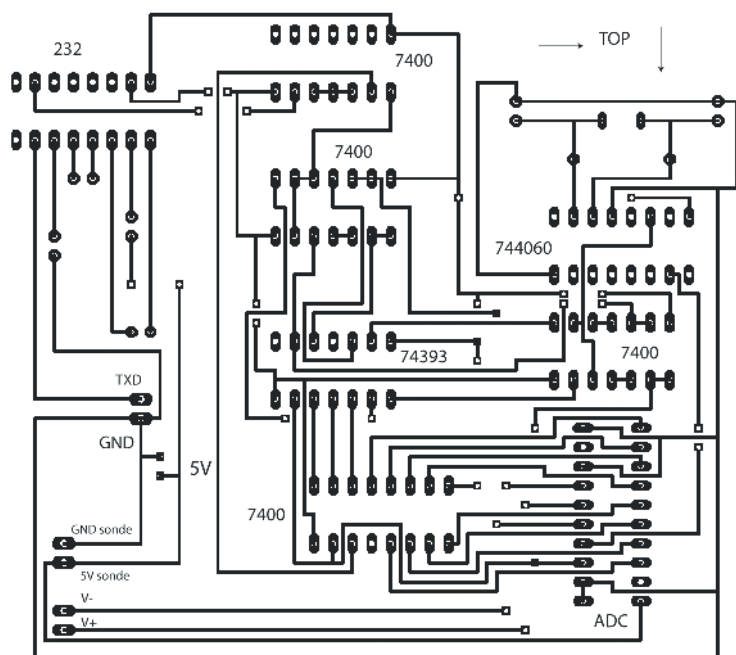 232
7400
TOP
7400
744060
74393
7400
TXD
GND
5V
7400
GND sonde
5V sonde
V-
V+
ADC